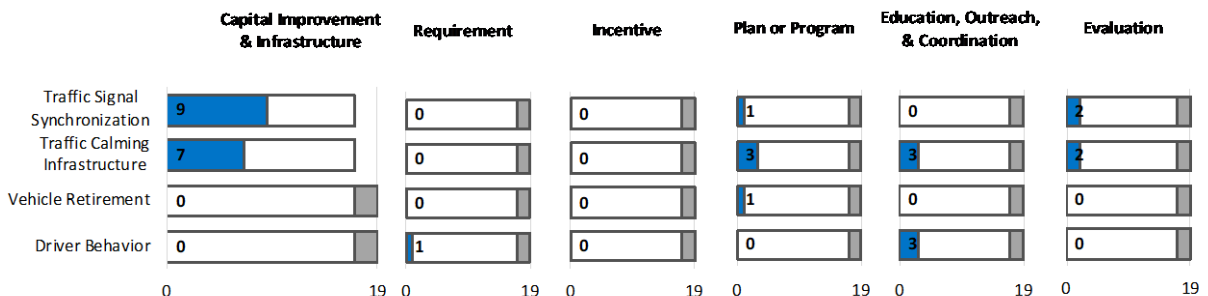 Capital Improvement
& Infrastructure
Requirement
Incentive
Plan or Program
Education, Outreach,
& Coordination
Evaluation
Traffic Signal
Synchronization
9 0 0 1 0 2
Traffic Calming
Infrastructure
7 0 0 3 3 2
Vehicle Retirement 0 0 0 1 0 0
Driver Behavior 0 1 0 0 3 0
0 19 0 19 0 19 0 19 0 19 0 19